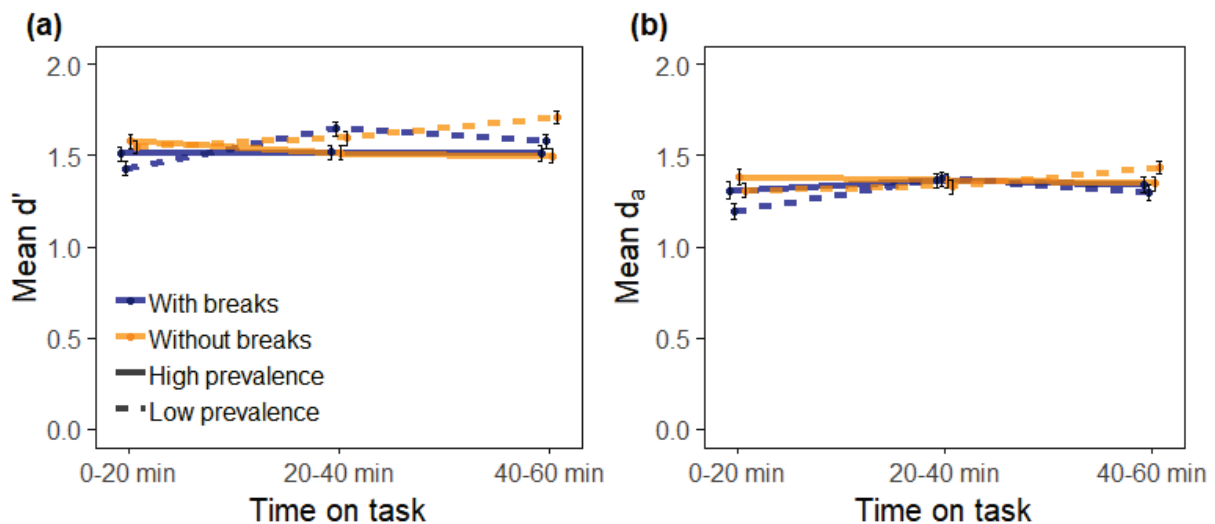 (a)
Mean d'
2.0
1.5
1.0
0.5
0.0
With breaks
Without breaks
High prevalence
Low prevalence
0-20 min 20-40 min 40-60 min
Time on task
(b)
Mean da
2.0
1.5
1.0
0.5
0.0
0-20 min 20-40 min 40-60 min
Time on task